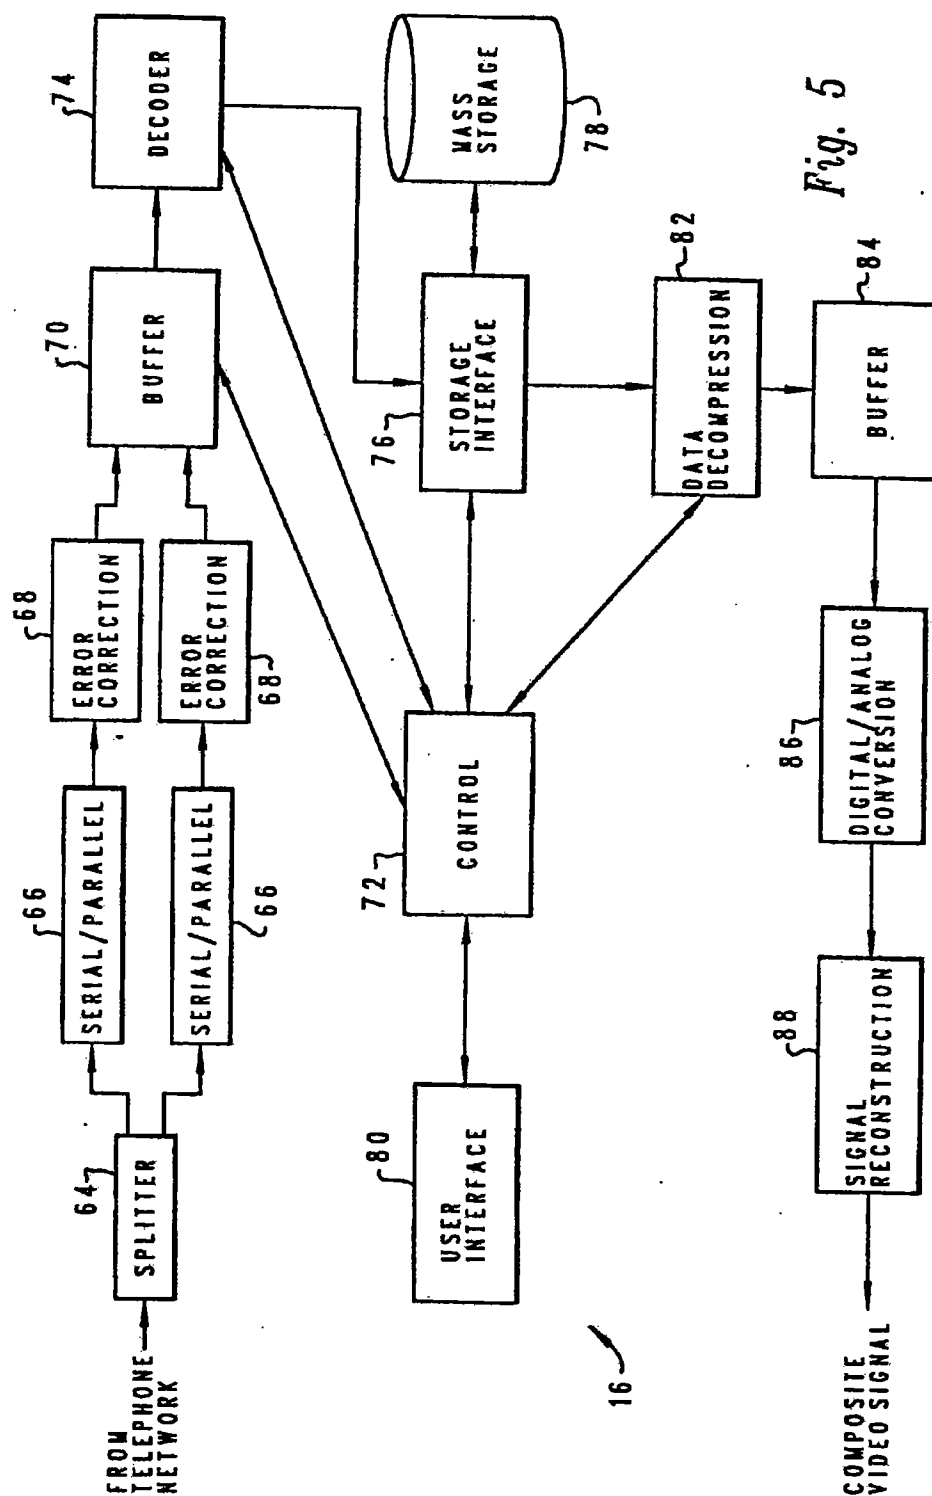 FROM
TELEPHONE
NETWORK
64
SPLITTER
66
SERIAL/PARALLEL
SERIAL/PARALLEL
66
68
ERROR
CORRECTION
ERROR
CORRECTION
68
70
BUFFER
74
DECODER
80
USER
INTERFACE
72
CONTROL
76
STORAGE
INTERFACE
MASS
STORAGE
78
82
DATA
DECOMPRESSION
84
BUFFER
86
DIGITAL/ANALOG
CONVERSION
88
SIGNAL
RECONSTRUCTION
COMPOSITE
VIDEO SIGNAL
16
Fig. 5